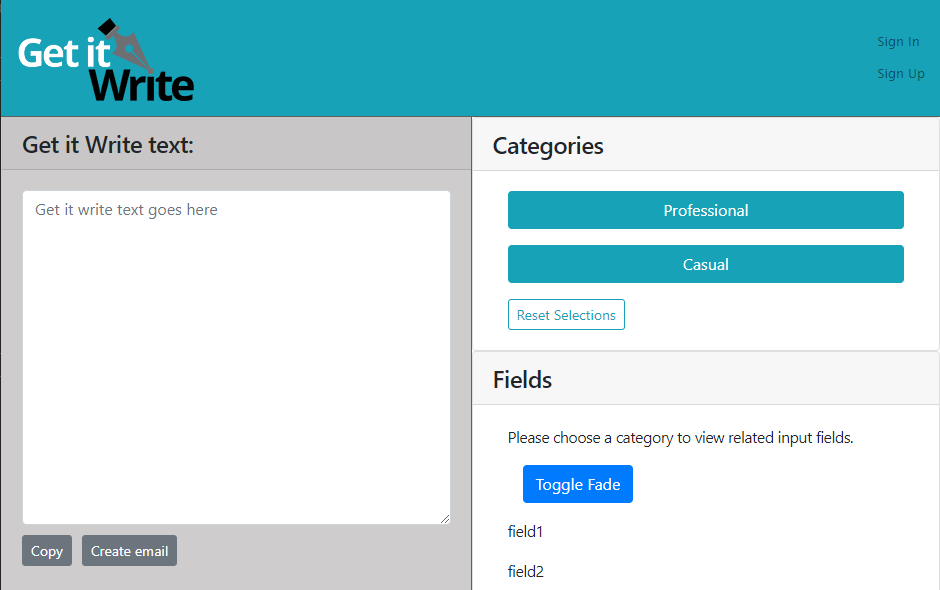 Get it
Write
Sign In
Sign Up
Get it Write text:
Get it write text goes here
Copy
Create email
Categories
Professional
Casual
Reset Selections
Fields
Please choose a category to view related input fields.
Toggle Fade
field1
field2